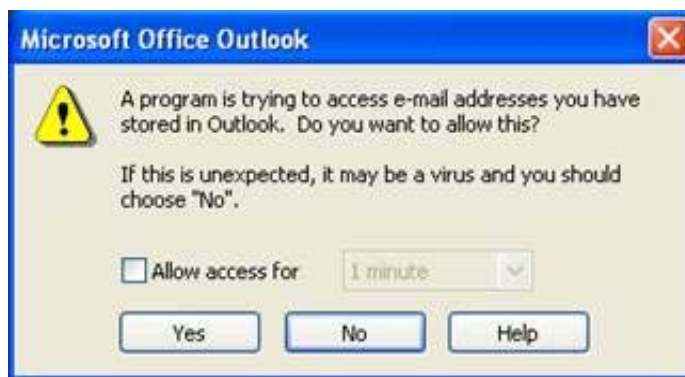 Microsoft Office Outlook
A program is trying to access e-mail addresses you have
stored in Outlook. Do you want to allow this?
If this is unexpected, it may be a virus and you should
choose "No".
Allow access for 1 minute
Yes No Help